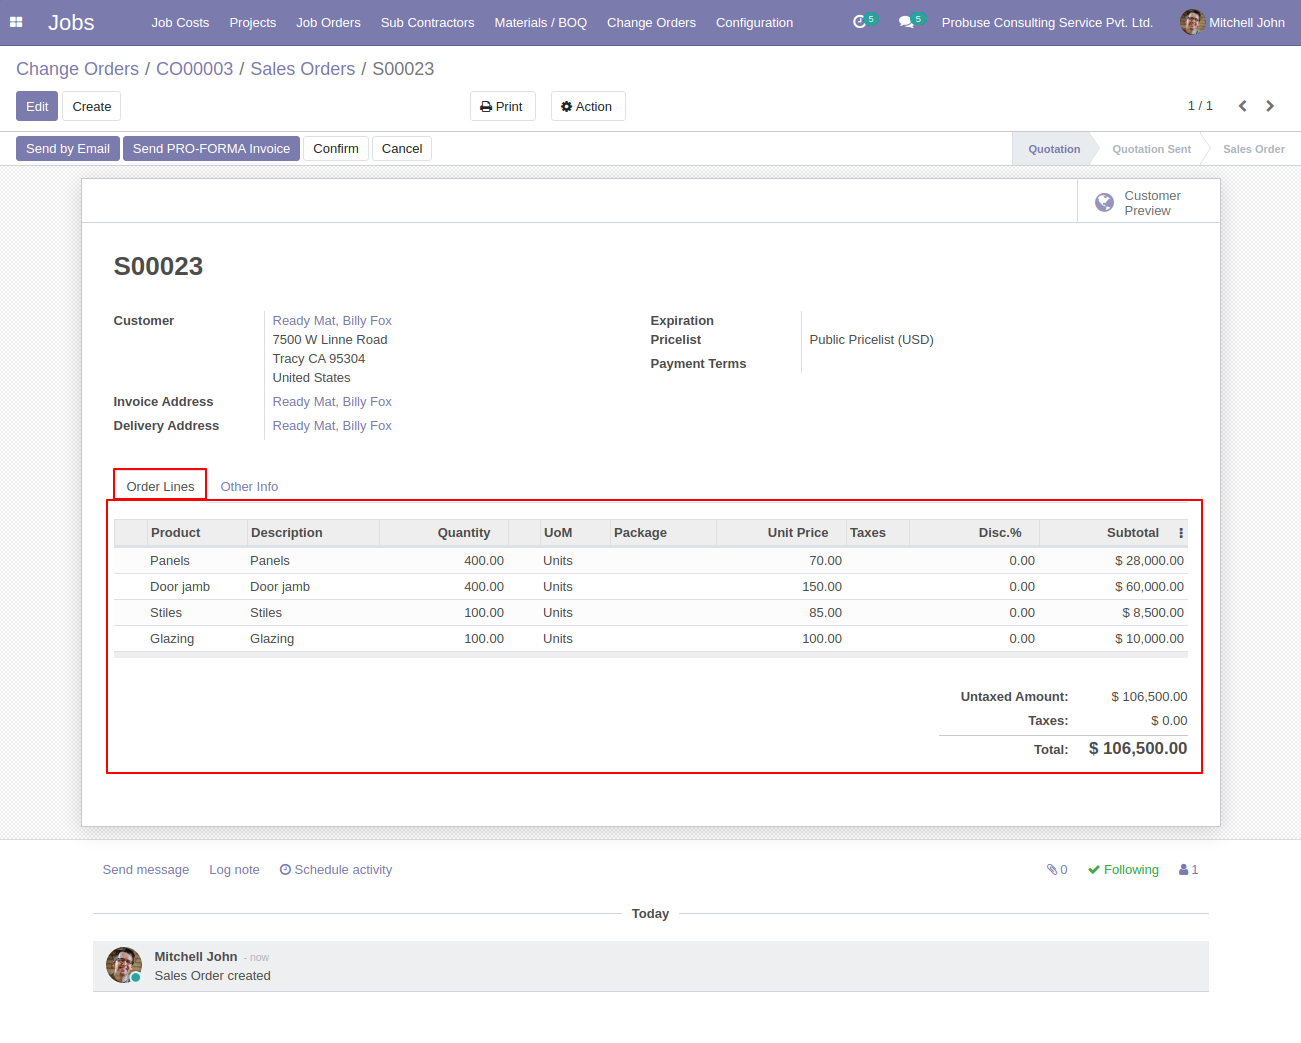 Jobs Job Costs Projects Job Orders Sub Contractors Materials / BOQ Change Orders Configuration 5 5 Probuse Consulting Service Pvt. Ltd. Mitchell John
Change Orders / CO00003 / Sales Orders / S00023
Edit Create Print Action 1 / 1
Send by Email Send PRO-FORMA Invoice Confirm Cancel Quotation Quotation Sent Sales Order
Customer
Preview
S00023
Customer Ready Mat, Billy Fox Expiration
7500 W Linne Road Pricelist Public Pricelist (USD)
Tracy CA 95304 Payment Terms
United States
Invoice Address Ready Mat, Billy Fox
Delivery Address Ready Mat, Billy Fox
Order Lines Other Info
Product Description Quantity UoM Package Unit Price Taxes Disc.% Subtotal
Panels Panels 400.00 Units 70.00 0.00 $ 28,000.00
Door jamb Door jamb 400.00 Units 150.00 0.00 $ 60,000.00
Stiles Stiles 100.00 Units 85.00 0.00 $ 8,500.00
Glazing Glazing 100.00 Units 100.00 0.00 $ 10,000.00
Untaxed Amount: $ 106,500.00
Taxes: $ 0.00
Total: $ 106,500.00
Send message Log note Schedule activity 0 Following 1
Today
Mitchell John - now
Sales Order created